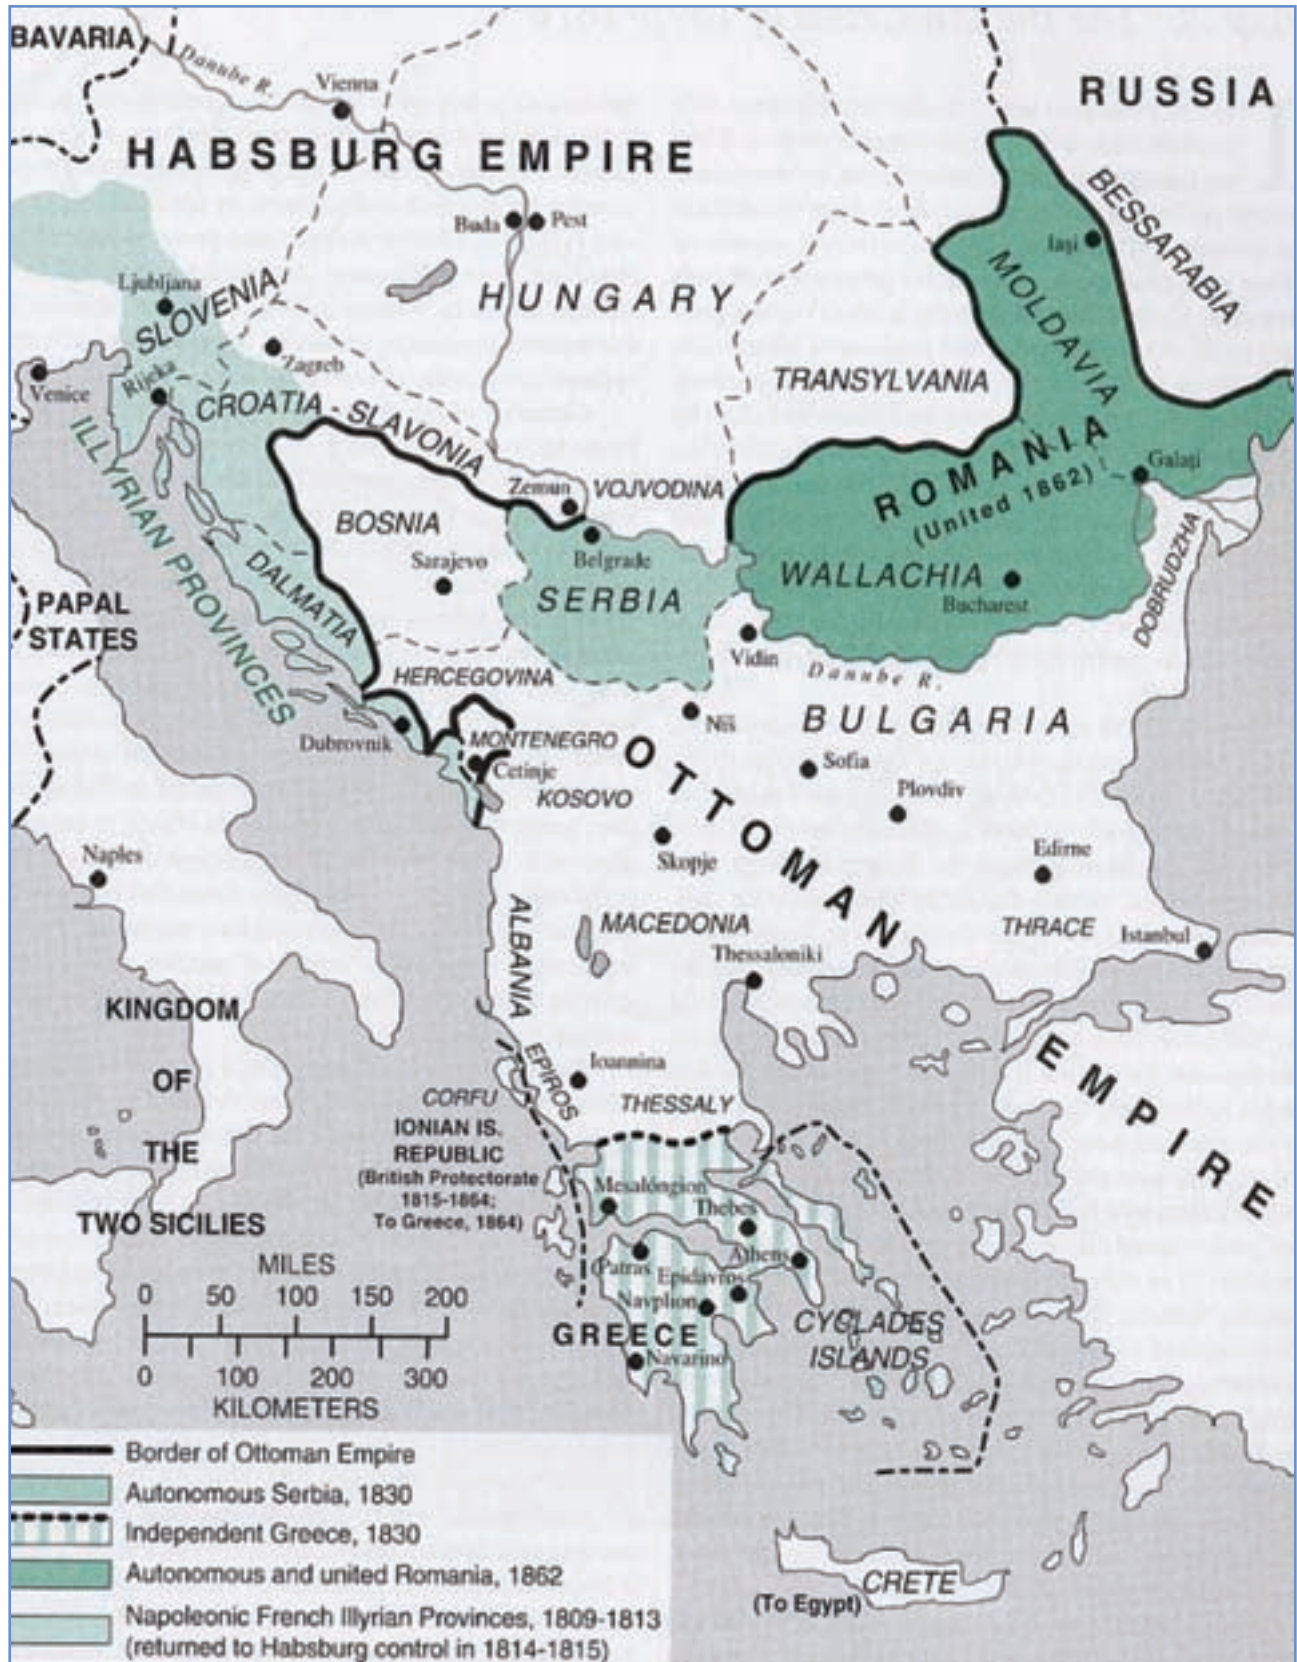 BAVARIA
Danube R.
Vienna
RUSSIA
HABSBURG EMPIRE
BESSARABIA
Buda
Pest
Iași
Ljubljana
SLOVENIA
HUNGARY
MOLDAVIA
Zagreb
Venice
Rijeka
TRANSYLVANIA
CROATIA - SLAVONIA
ROMANIA
(United 1862)
Galați
ILLYRIAN PROVINCES
Zemun
VOJVODINA
BOSNIA
Sarajevo
Belgrade
DALMATIA
SERBIA
WALLACHIA
Bucharest
DOBRUDZHA
PAPAL
STATES
Vidin
Danube R.
HERCEGOVINA
Dubrovnik
MONTENEGRO
Niš
BULGARIA
Cetinje
Sofia
KOSOVO
Plovdiv
OTTOMAN
Skopje
Edirne
Naples
ALBANIA
MACEDONIA
THRACE
Istanbul
Thessaloniki
KINGDOM
OF
THE
TWO SICILIES
EMPIRE
EPIROS
Ioannina
CORFU
THESSALY
IONIAN IS.
REPUBLIC
(British Protectorate
1815-1864;
To Greece, 1864)
Mesalóngion
Thebes
Patras
Athens
Epidavros
Navplion
GREECE
Navarino
CYCLADES
ISLANDS
MILES
0 50 100 150 200
0 100 200 300
KILOMETERS
Border of Ottoman Empire
Autonomous Serbia, 1830
Independent Greece, 1830
Autonomous and united Romania, 1862
Napoleonic French Illyrian Provinces, 1809-1813
(returned to Habsburg control in 1814-1815)
CRETE
(To Egypt)